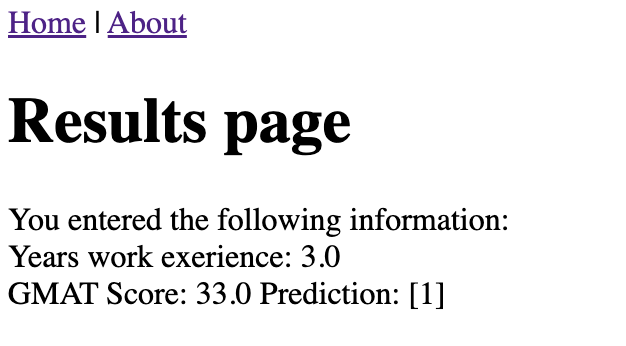 Home | About
Results page
You entered the following information:
Years work exerience: 3.0
GMAT Score: 33.0 Prediction: [1]